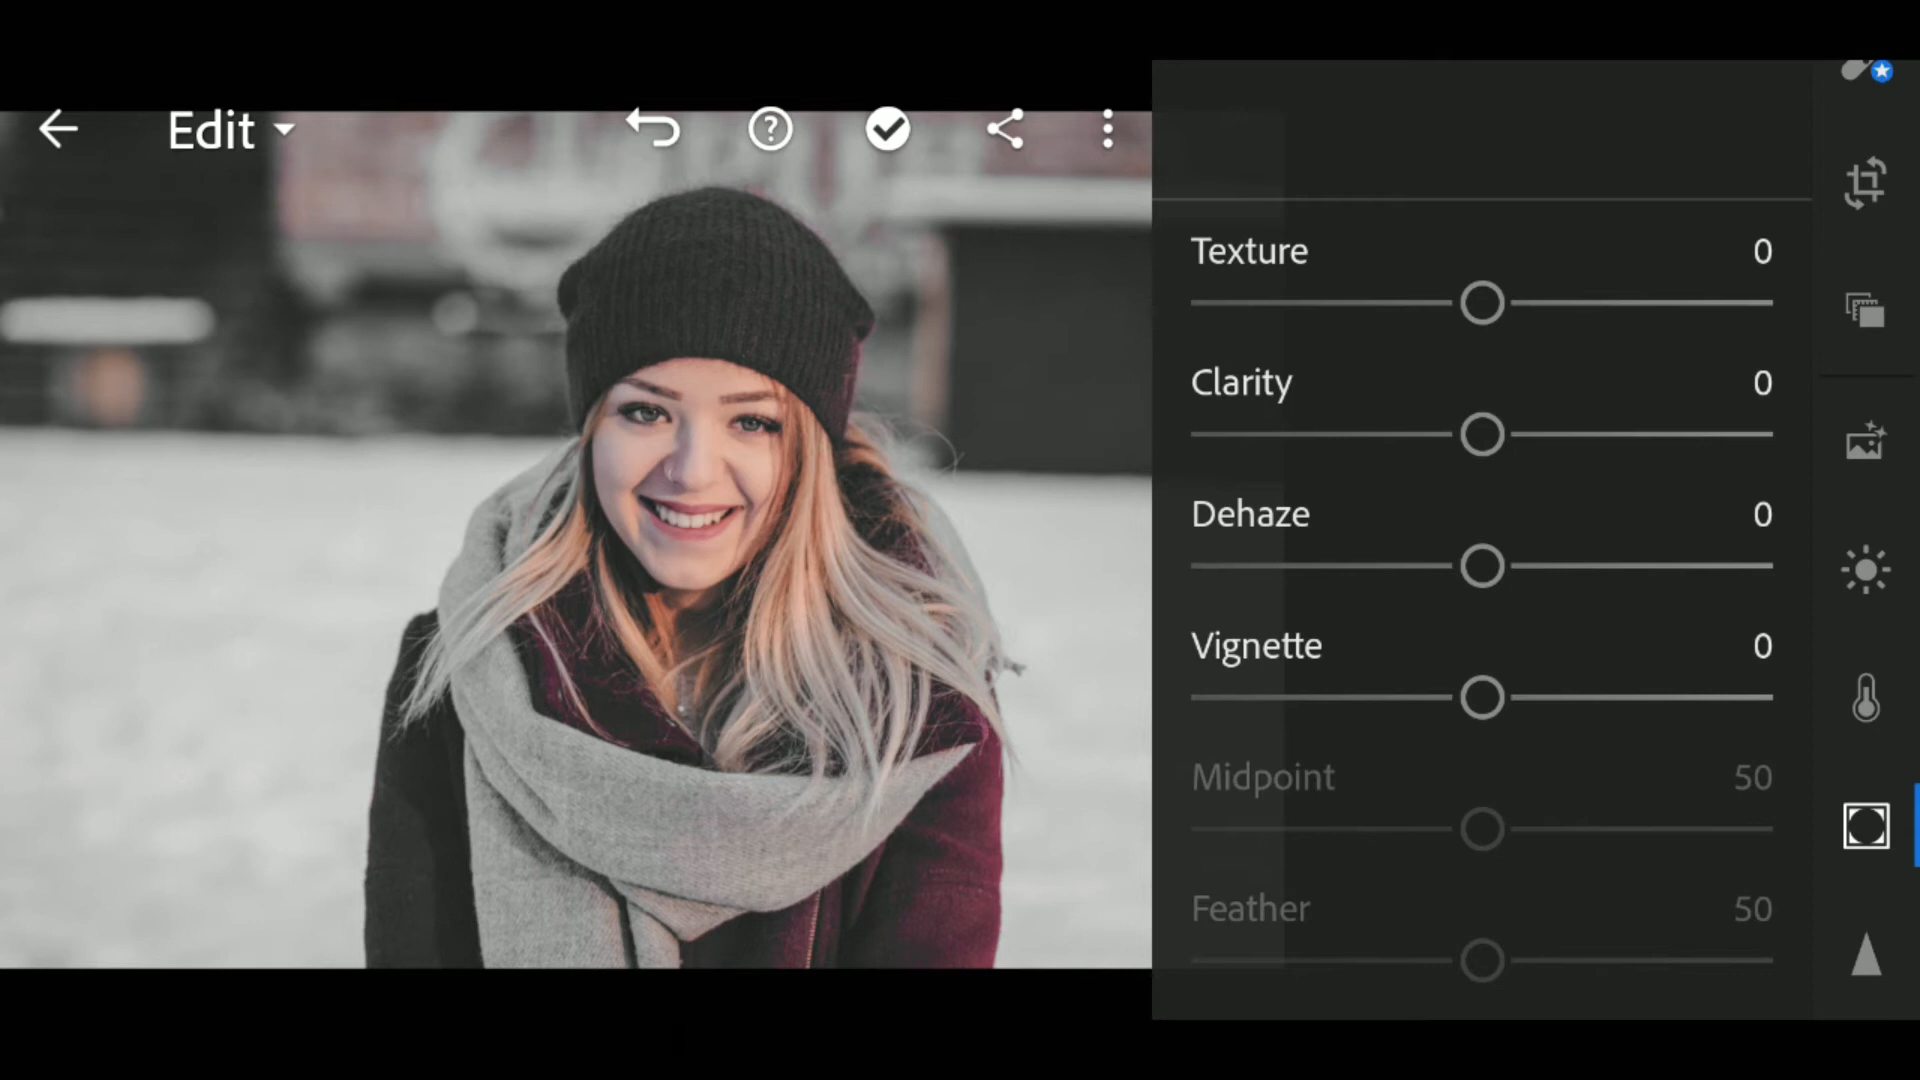 Edit
Texture 0
Clarity 0
Dehaze 0
Vignette 0
Midpoint 50
Feather 50